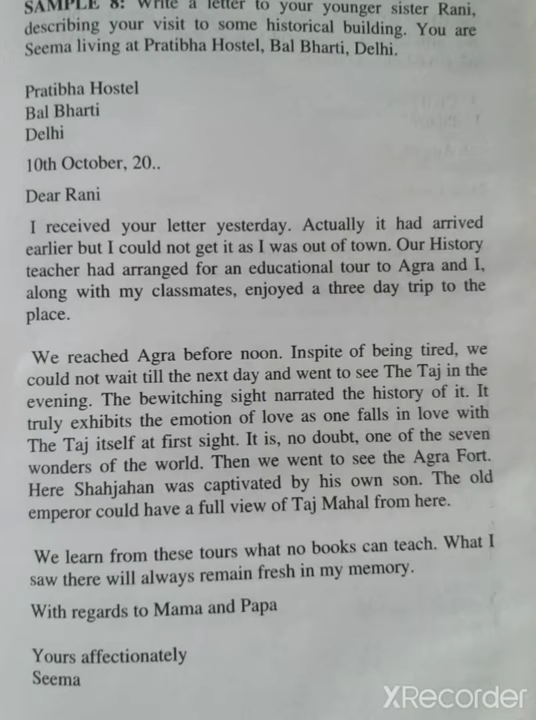 SAMPLE 8: Write a letter to your younger sister Rani,
describing your visit to some historical building. You are
Seema living at Pratibha Hostel, Bal Bharti, Delhi.
Pratibha Hostel
Bal Bharti
Delhi
10th October, 20..
Dear Rani
I received your letter yesterday. Actually it had arrived
earlier but I could not get it as I was out of town. Our History
teacher had arranged for an educational tour to Agra and I,
along with my classmates, enjoyed a three day trip to the
place.
We reached Agra before noon. Inspite of being tired, we
could not wait till the next day and went to see The Taj in the
evening. The bewitching sight narrated the history of it. It
truly exhibits the emotion of love as one falls in love with
The Taj itself at first sight. It is, no doubt, one of the seven
wonders of the world. Then we went to see the Agra Fort.
Here Shahjahan was captivated by his own son. The old
emperor could have a full view of Taj Mahal from here.
We learn from these tours what no books can teach. What I
saw there will always remain fresh in my memory.
With regards to Mama and Papa
Yours affectionately
Seema
XRecorder